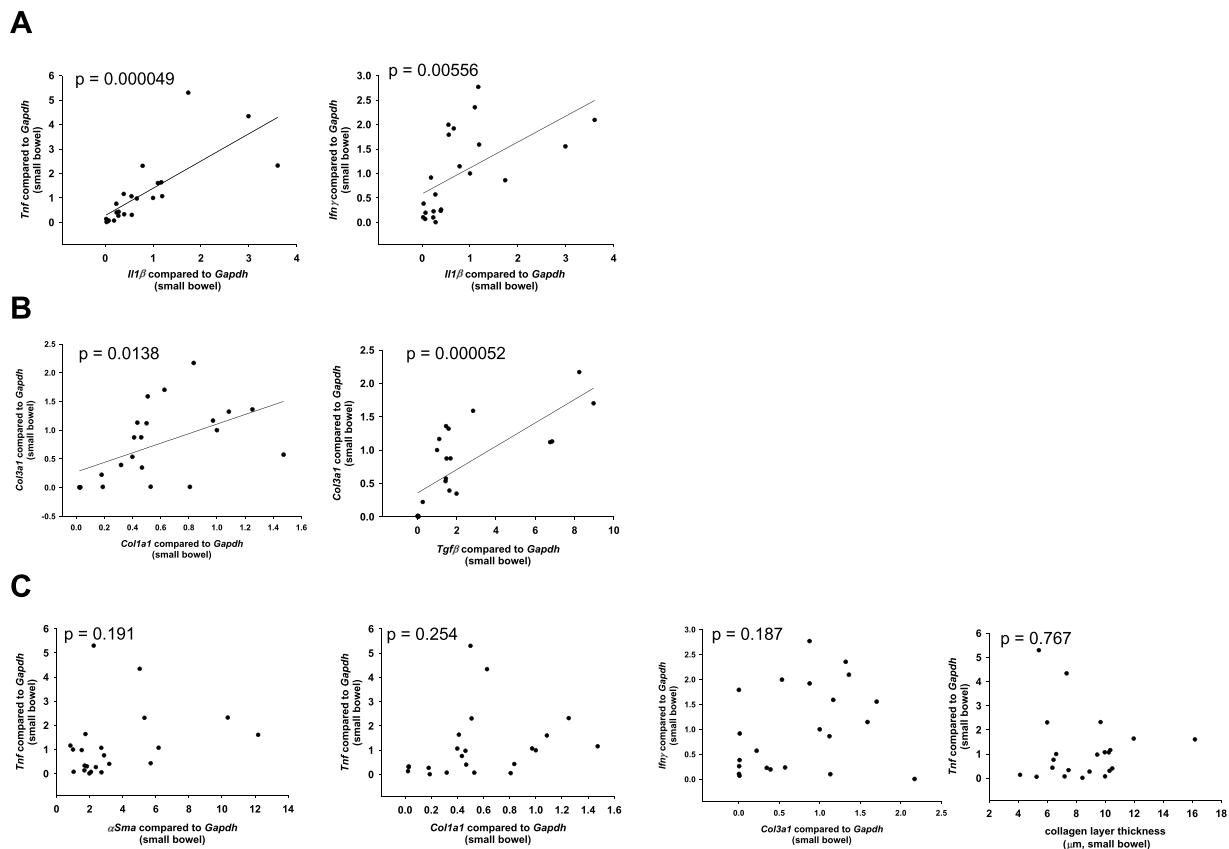 A
p = 0.000049
6
5
4
3
2
1
0
Tnf compared to Gapdh
(small bowel)
0 1 2 3 4
Il1β compared to Gapdh
(small bowel)
p = 0.00556
3.0
2.5
2.0
1.5
1.0
0.5
0.0
Ifnγ compared to Gapdh
(small bowel)
0 1 2 3 4
Il1β compared to Gapdh
(small bowel)
B
p = 0.0138
2.5
2.0
1.5
1.0
0.5
0.0
-0.5
Col3a1 compared to Gapdh
(small bowel)
0.0 0.2 0.4 0.6 0.8 1.0 1.2 1.4 1.6
Col1a1 compared to Gapdh
(small bowel)
p = 0.000052
2.5
2.0
1.5
1.0
0.5
0.0
Col3a1 compared to Gapdh
(small bowel)
0 2 4 6 8 10
Tgfβ compared to Gapdh
(small bowel)
C
p = 0.191
6
5
4
3
2
1
0
Tnf compared to Gapdh
(small bowel)
0 2 4 6 8 10 12 14
αSma compared to Gapdh
(small bowel)
p = 0.254
6
5
4
3
2
1
0
Tnf compared to Gapdh
(small bowel)
0.0 0.2 0.4 0.6 0.8 1.0 1.2 1.4 1.6
Col1a1 compared to Gapdh
(small bowel)
p = 0.187
3.0
2.5
2.0
1.5
1.0
0.5
0.0
Ifnγ compared to Gapdh
(small bowel)
0.0 0.5 1.0 1.5 2.0 2.5
Col3a1 compared to Gapdh
(small bowel)
p = 0.767
6
5
4
3
2
1
0
Tnf compared to Gapdh
(small bowel)
2 4 6 8 10 12 14 16 18
collagen layer thickness
(μm, small bowel)